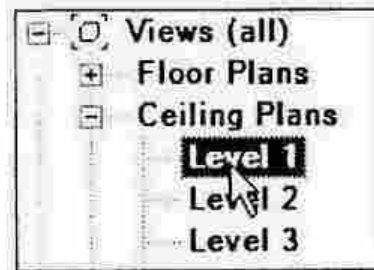 Views (all)
Floor Plans
Ceiling Plans
Level 1
Level 2
Level 3